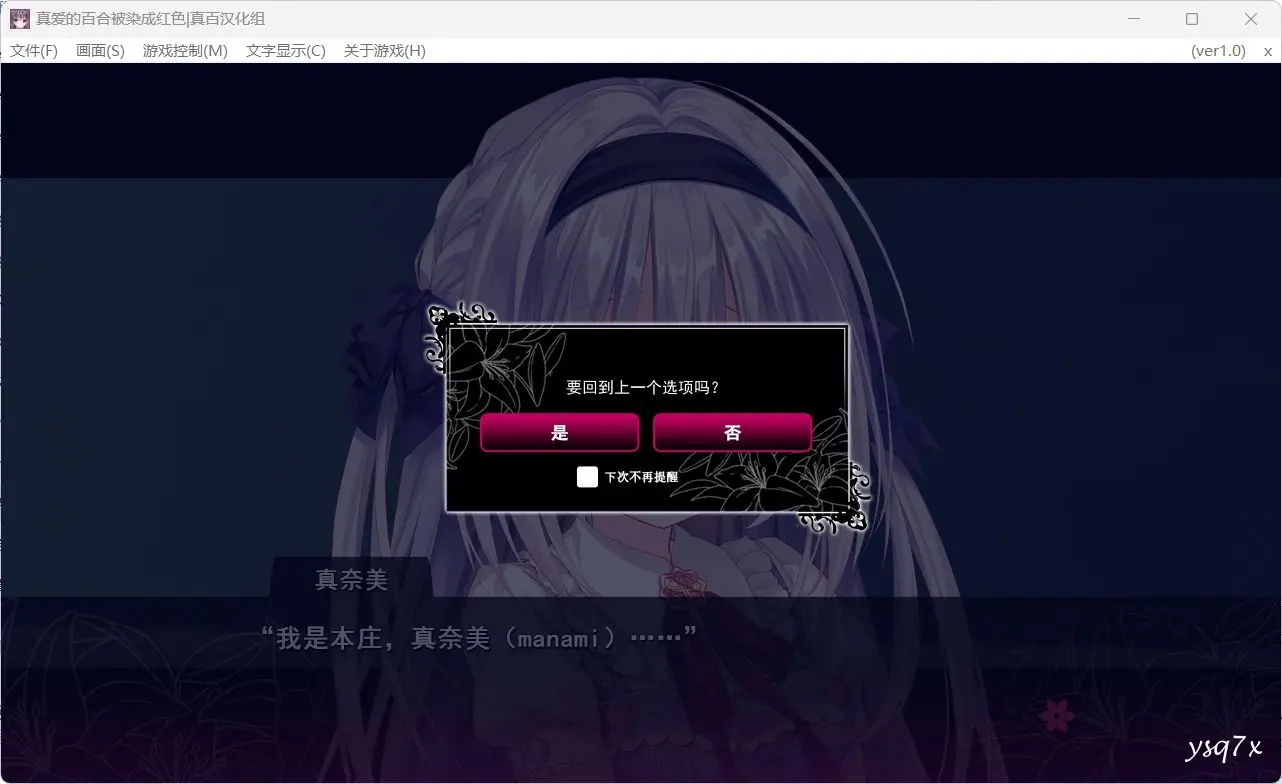 真爱的百合被染成红色|真百汉化组
文件(F) 画面(S) 游戏控制(M) 文字显示(C) 关于游戏(H) (ver1.0) x
要回到上一个选项吗?
是 否
下次不再提醒
真奈美
“我是本庄，真奈美（manami）……”
ysq7x